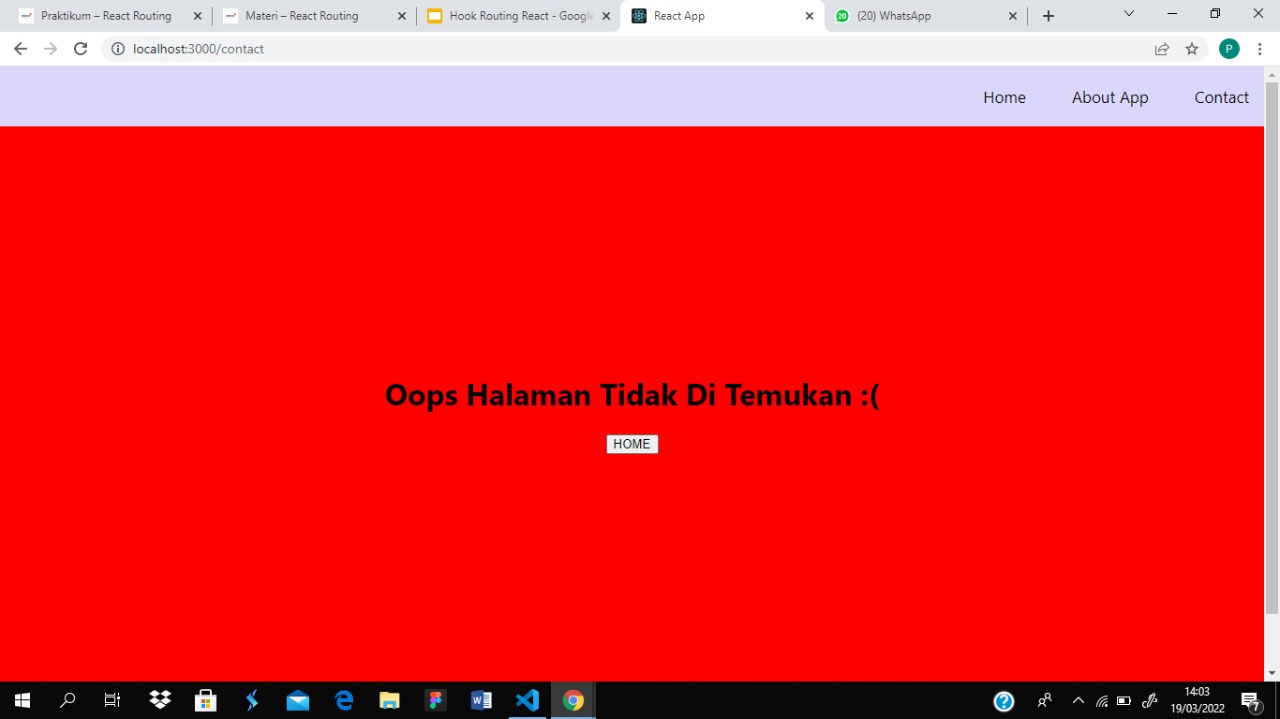 Praktikum – React Routing
Materi – React Routing
Hook Routing React - Google
React App
20
(20) WhatsApp
localhost:3000/contact
P
Home
About App
Contact
Oops Halaman Tidak Di Temukan :(
HOME
14:03
19/03/2022
7